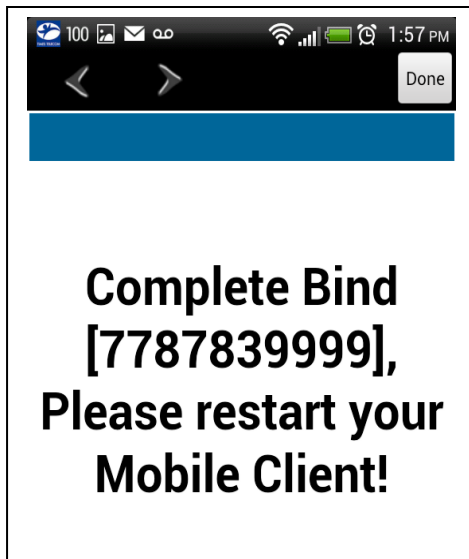 100 1:57 PM
Done
Complete Bind
[7787839999],
Please restart your
Mobile Client!